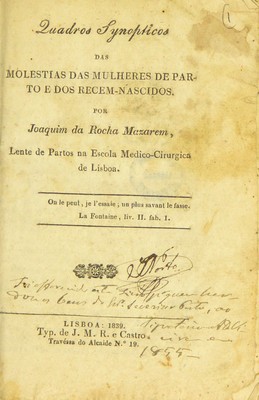 Quadros Synopticos
DAS
MOLESTIAS DAS MULHERES DE PAR-
TO E DOS RECEM-NASCIDOS,
POR
Joaquim da Rocha Mazarem,
Lente de Partos na Escola Medico-Cirurgica
de Lisboa.
On le peut, je l'essaie; un plus savant le fasse.
La Fontaine, liv. II. fab. I.
LISBOA: 1839.
Typ. de J. M. R. e Castro.
Travessa do Alcaide N.º 19.
1855